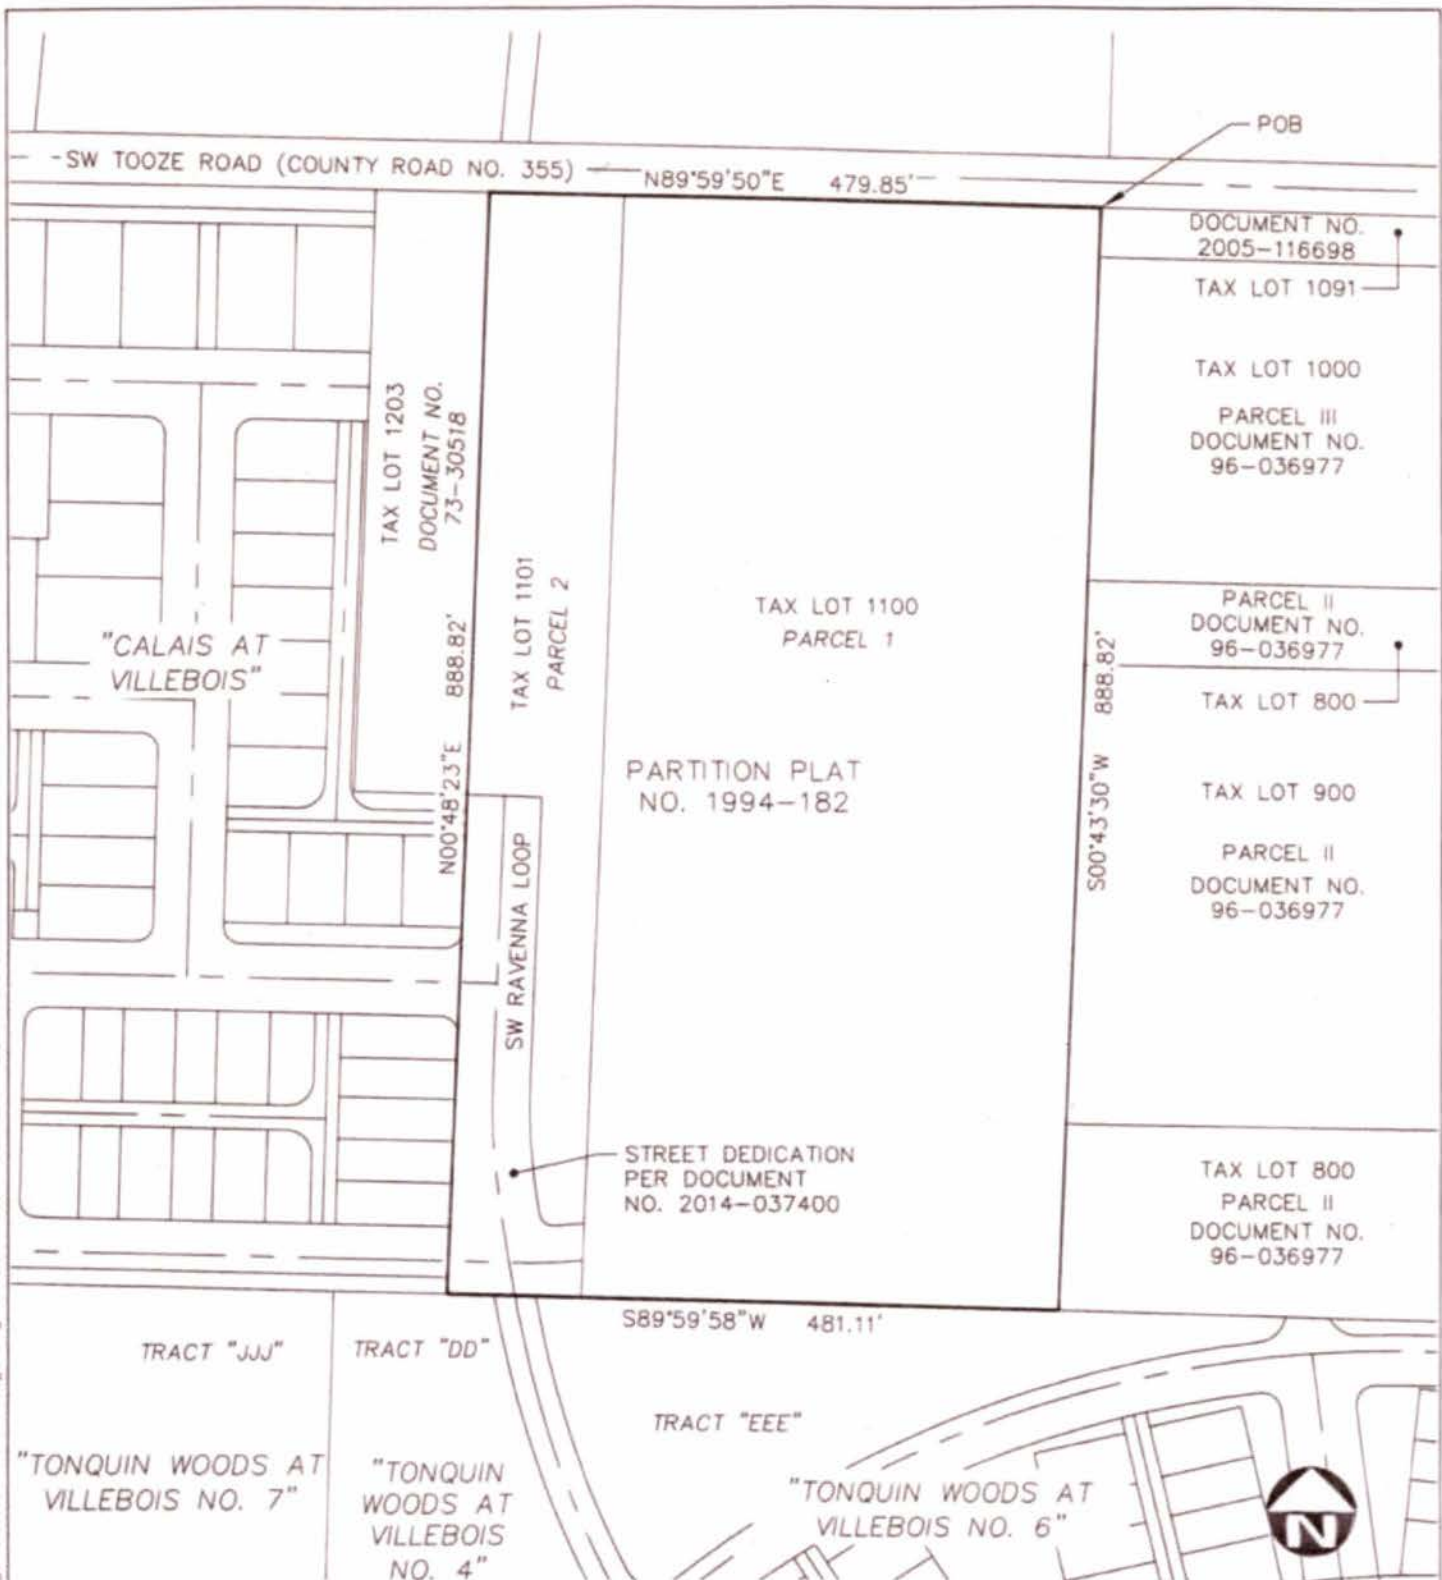 POB
SW TOOZE ROAD (COUNTY ROAD NO. 355)
N89°59'50"E 479.85'
DOCUMENT NO.
2005-116698
TAX LOT 1091
TAX LOT 1000
PARCEL III
DOCUMENT NO.
96-036977
TAX LOT 1203
DOCUMENT NO.
73-30518
TAX LOT 1101
PARCEL 2
TAX LOT 1100
PARCEL 1
PARCEL II
DOCUMENT NO.
96-036977
TAX LOT 800
"CALAIS AT
VILLEBOIS"
N00°48'23"E 888.82'
S00°43'30"W 888.82'
PARTITION PLAT
NO. 1994-182
TAX LOT 900
PARCEL II
DOCUMENT NO.
96-036977
SW RAVENNA LOOP
STREET DEDICATION
PER DOCUMENT
NO. 2014-037400
TAX LOT 800
PARCEL II
DOCUMENT NO.
96-036977
S89°59'58"W 481.11'
TRACT "JJJ"
TRACT "DD"
TRACT "EEE"
"TONQUIN WOODS AT
VILLEBOIS NO. 7"
"TONQUIN
WOODS AT
VILLEBOIS
NO. 4"
"TONQUIN WOODS AT
VILLEBOIS NO. 6"
N